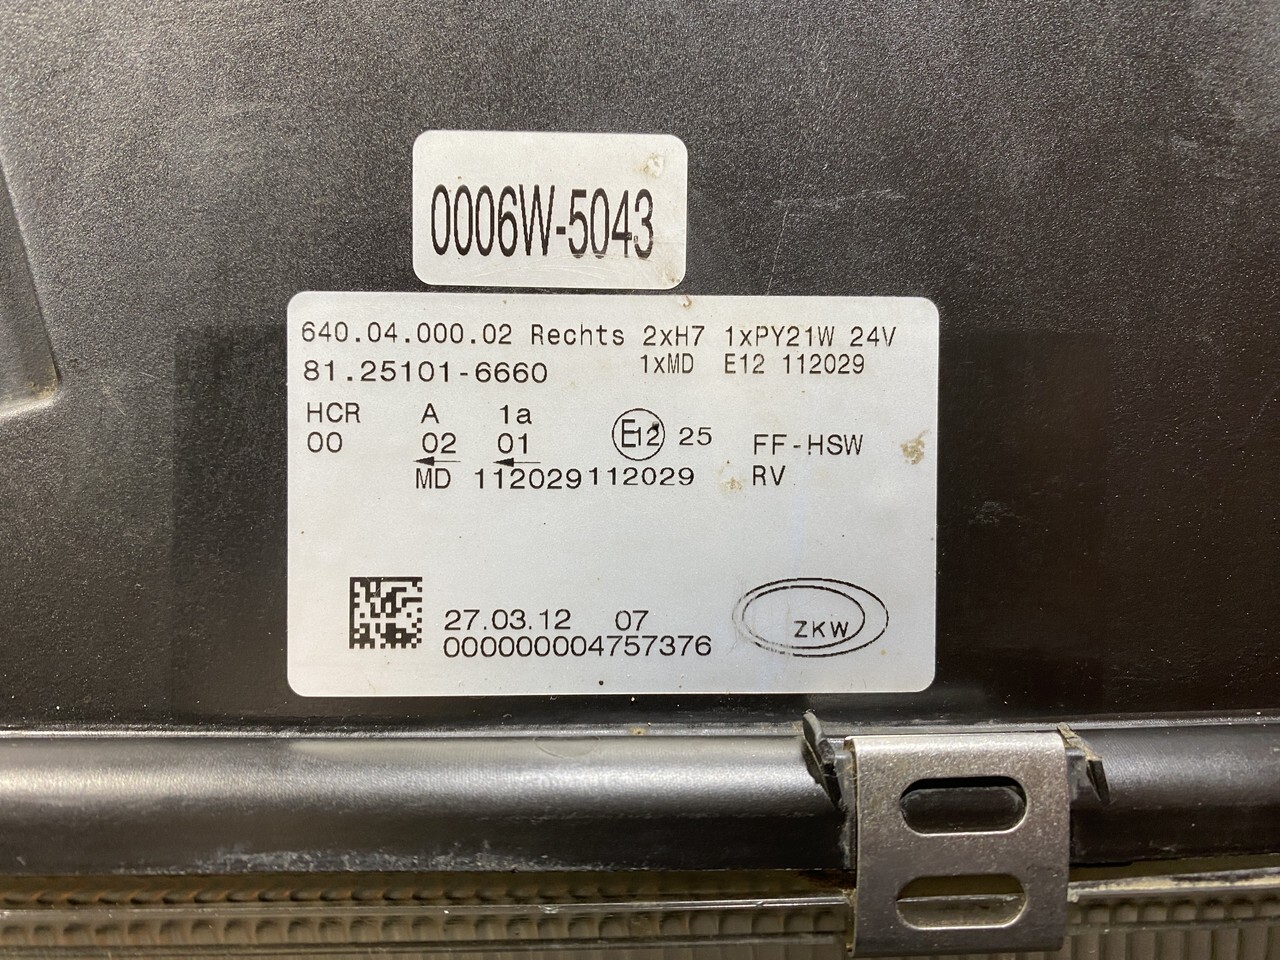 0006W-5043
640.04.000.02 Rechts 2xH7 1xPY21W 24V
81.25101-6660 1xMD E12 112029
HCR A 1a
00 02 01 E12 25 FF-HSW
MD 112029112029 RV
27.03.12 07
000000004757376
ZKW